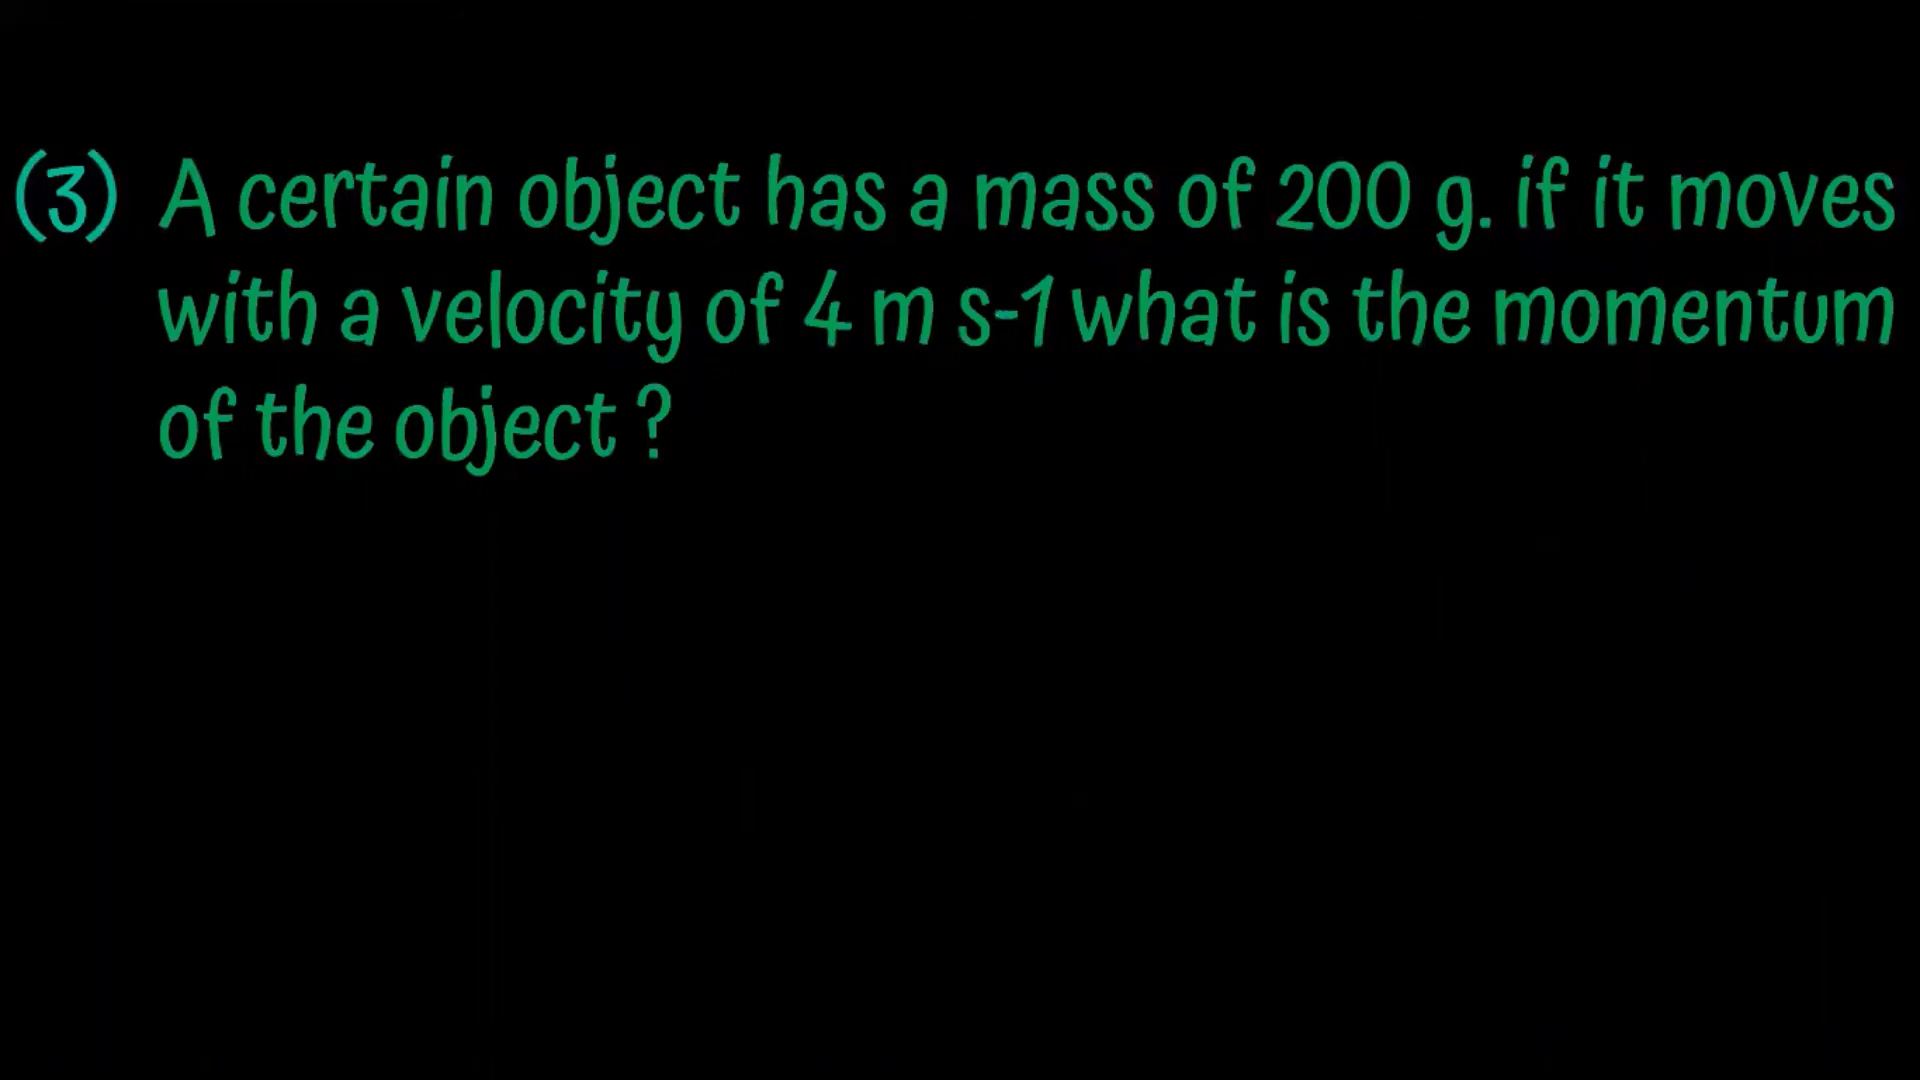 (3) A certain object has a mass of 200 g. if it moves
with a velocity of 4 m s-1 what is the momentum
of the object ?